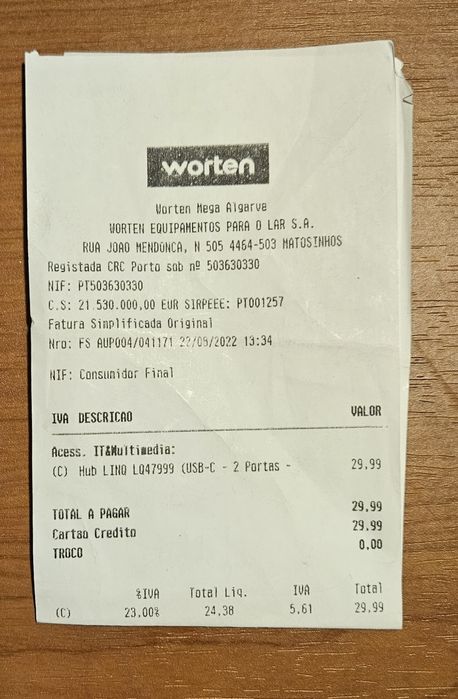 worten
Worten Mega Algarve
WORTEN EQUIPAMENTOS PARA O LAR S.A.
RUA JOAO MENDONCA, N 505 4464-503 MATOSINHOS
Registada CRC Porto sob nº 503630330
NIF: PT503630330
C.S: 21.530.000,00 EUR SIRPEEE: PT001257
Fatura Simplificada Original
Nro: FS AUP004/041171 22/08/2022 13:34
NIF: Consumidor Final
IVA DESCRICAO VALOR
Acess. IT&Multimedia:
(C) Hub LINQ LQ47999 (USB-C - 2 Portas - 29,99
TOTAL A PAGAR 29,99
Cartao Credito 29,99
TROCO 0,00
%IVA Total Liq. IVA Total
(C) 23,00% 24,38 5,61 29,99